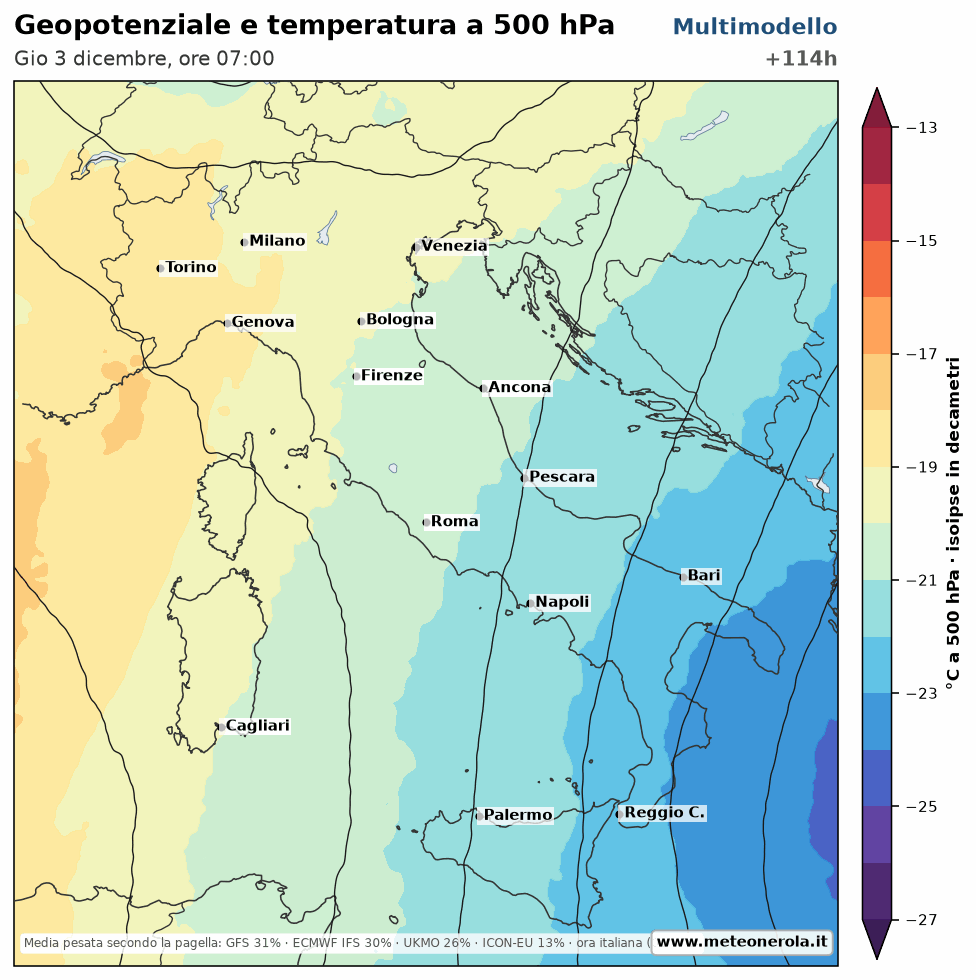 Geopotenziale e temperatura a 500 hPa
Multimodello
Gio 3 dicembre, ore 07:00
+114h
Milano
Venezia
Torino
Genova
Bologna
Firenze
Ancona
Pescara
Roma
Bari
Napoli
Cagliari
Palermo
Reggio C.
−13
−15
−17
−19
−21
−23
−25
−27
°C a 500 hPa · isoipse in decametri
Media pesata secondo la pagella: GFS 31% · ECMWF IFS 30% · UKMO 26% · ICON-EU 13% · ora italiana (
www.meteonerola.it